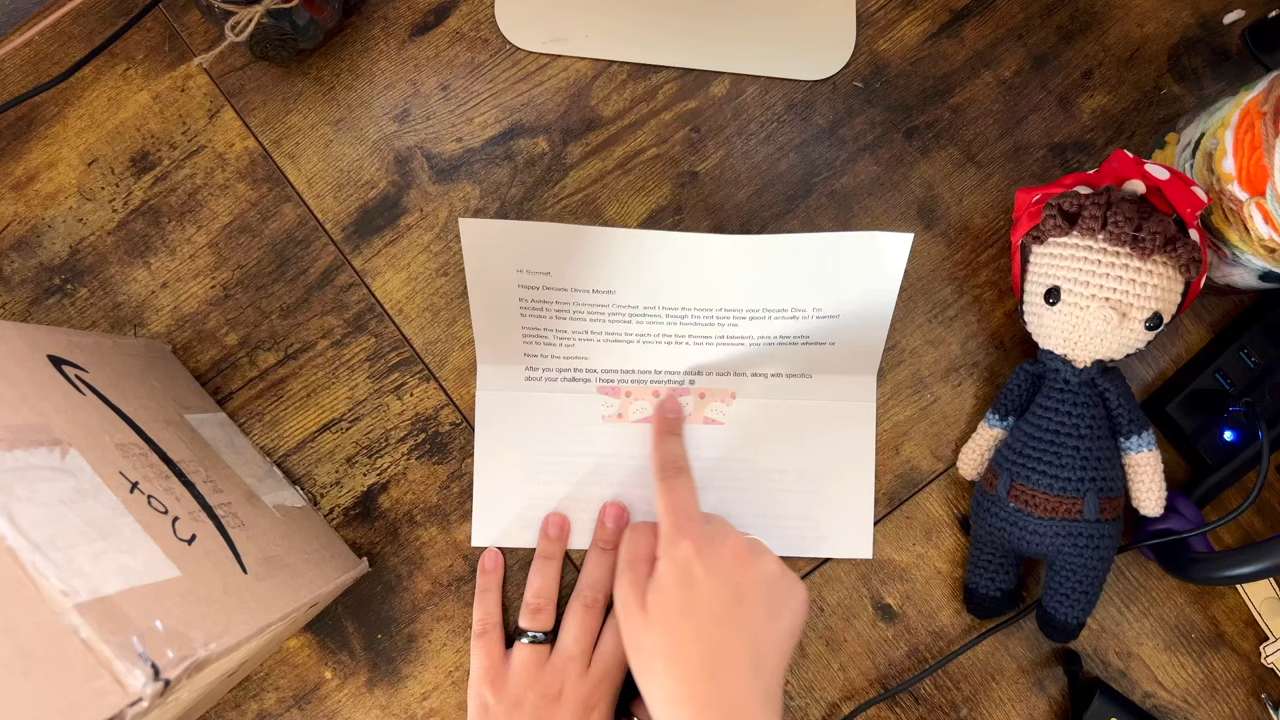 Hi Sonnet,
Happy Decade Divas Month!
It's Ashley from Guinspired Crochet, and I have the honor of being your Decade Diva. I'm
excited to send you some yarny goodness, though I'm not sure how good it actually is! I wanted
to make a few items extra special, so some are handmade by me.
Inside the box, you'll find items for each of the five themes (all labeled), plus a few extra
goodies. There's even a challenge if you're up for it, but no pressure, you can decide whether or
not to take it on!
Now for the spoilers:
After you open the box, come back here for more details on each item, along with specifics
about your challenge. I hope you enjoy everything! 😊
you